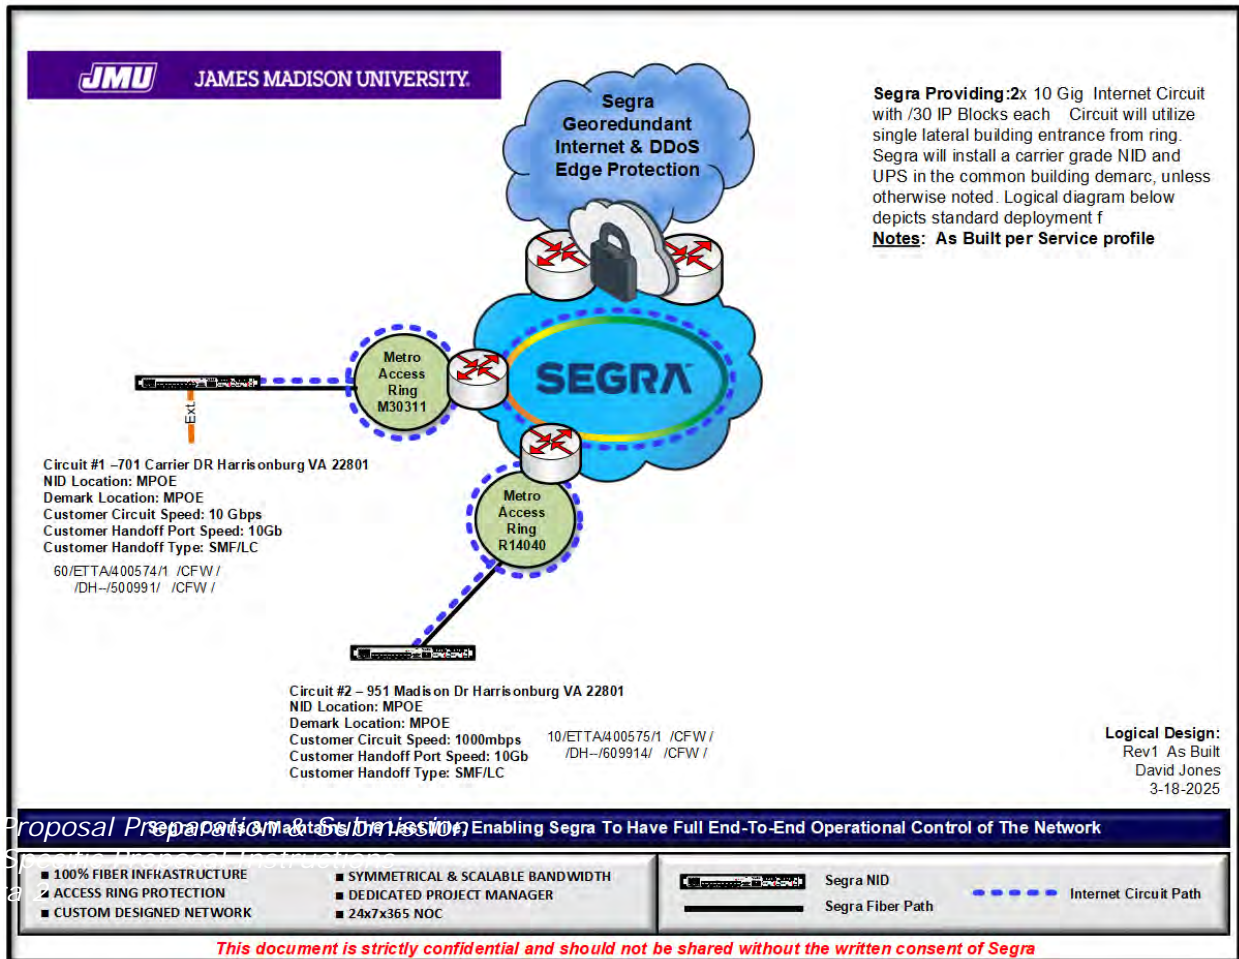 JMU JAMES MADISON UNIVERSITY.
Segra
Georedundant
Internet & DDoS
Edge Protection
Segra Providing:2x 10 Gig Internet Circuit
with /30 IP Blocks each Circuit will utilize
single lateral building entrance from ring.
Segra will install a carrier grade NID and
UPS in the common building demarc, unless
otherwise noted. Logical diagram below
depicts standard deployment f
Notes: As Built per Service profile
Metro
Access
Ring
M30311
SEGRA
Ext.
Circuit #1 –701 Carrier DR Harrisonburg VA 22801
NID Location: MPOE
Demark Location: MPOE
Customer Circuit Speed: 10 Gbps
Customer Handoff Port Speed: 10Gb
Customer Handoff Type: SMF/LC
60/ETTA/400574/1 /CFW /
/DH--/500991/ /CFW /
Metro
Access
Ring
R14040
Circuit #2 – 951 Madison Dr Harrisonburg VA 22801
NID Location: MPOE
Demark Location: MPOE
Customer Circuit Speed: 1000mbps
Customer Handoff Port Speed: 10Gb
Customer Handoff Type: SMF/LC
10/ETTA/400575/1 /CFW /
/DH--/609914/ /CFW /
Logical Design:
Rev1 As Built
David Jones
3-18-2025
Proposal Preparation & Submission
Segra Owns & Maintains The Last Mile, Enabling Segra To Have Full End-To-End Operational Control of The Network
Specific Proposal Instructions
■ 100% FIBER INFRASTRUCTURE
■ ACCESS RING PROTECTION
■ CUSTOM DESIGNED NETWORK
■ SYMMETRICAL & SCALABLE BANDWIDTH
■ DEDICATED PROJECT MANAGER
■ 24x7x365 NOC
Segra NID
Segra Fiber Path
Internet Circuit Path
This document is strictly confidential and should not be shared without the written consent of Segra